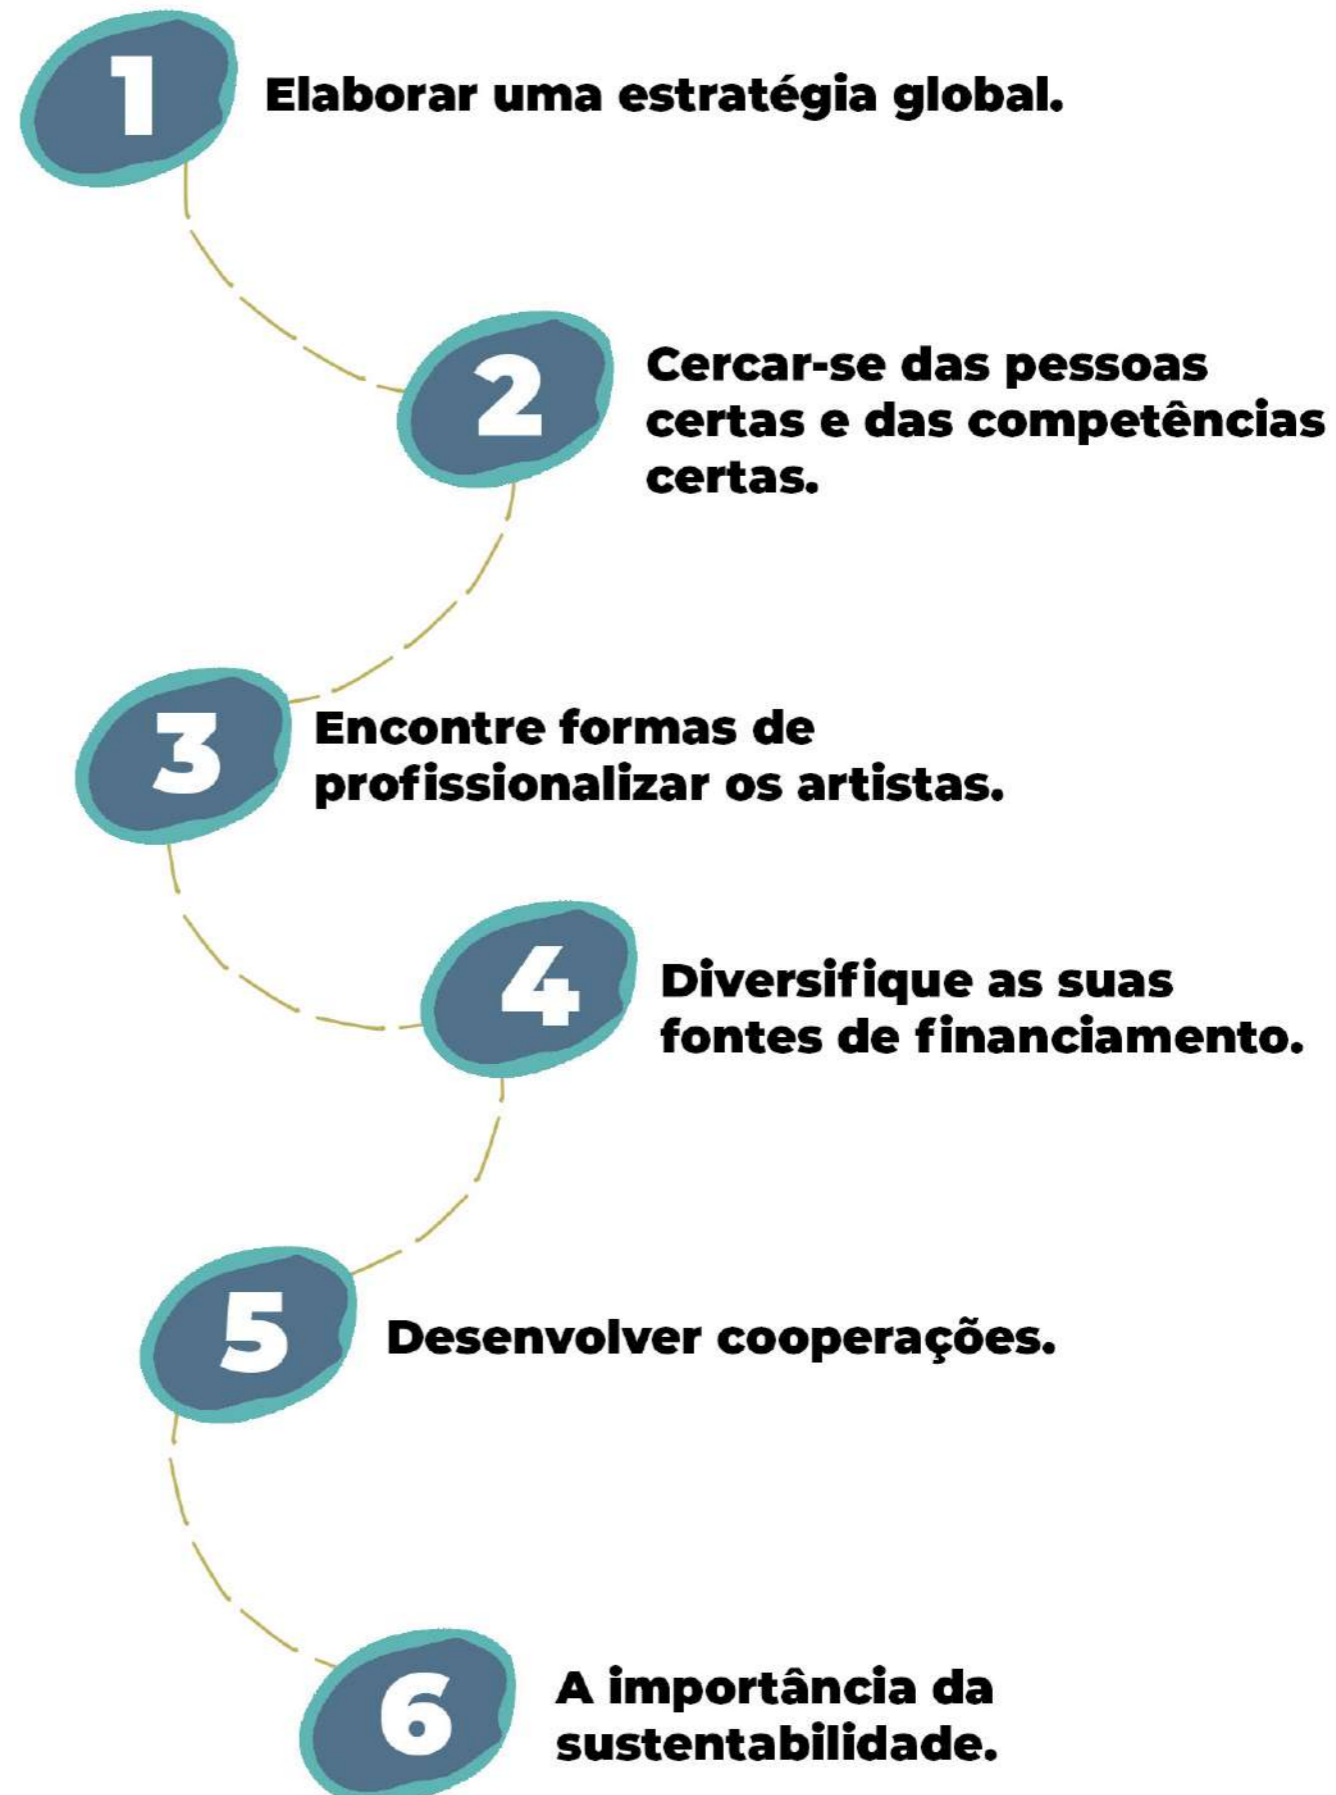 1
Elaborar uma estratégia global.
2
Cercar-se das pessoas
certas e das competências
certas.
3
Encontre formas de
profissionalizar os artistas.
4
Diversifique as suas
fontes de financiamento.
5
Desenvolver cooperações.
6
A importância da
sustentabilidade.